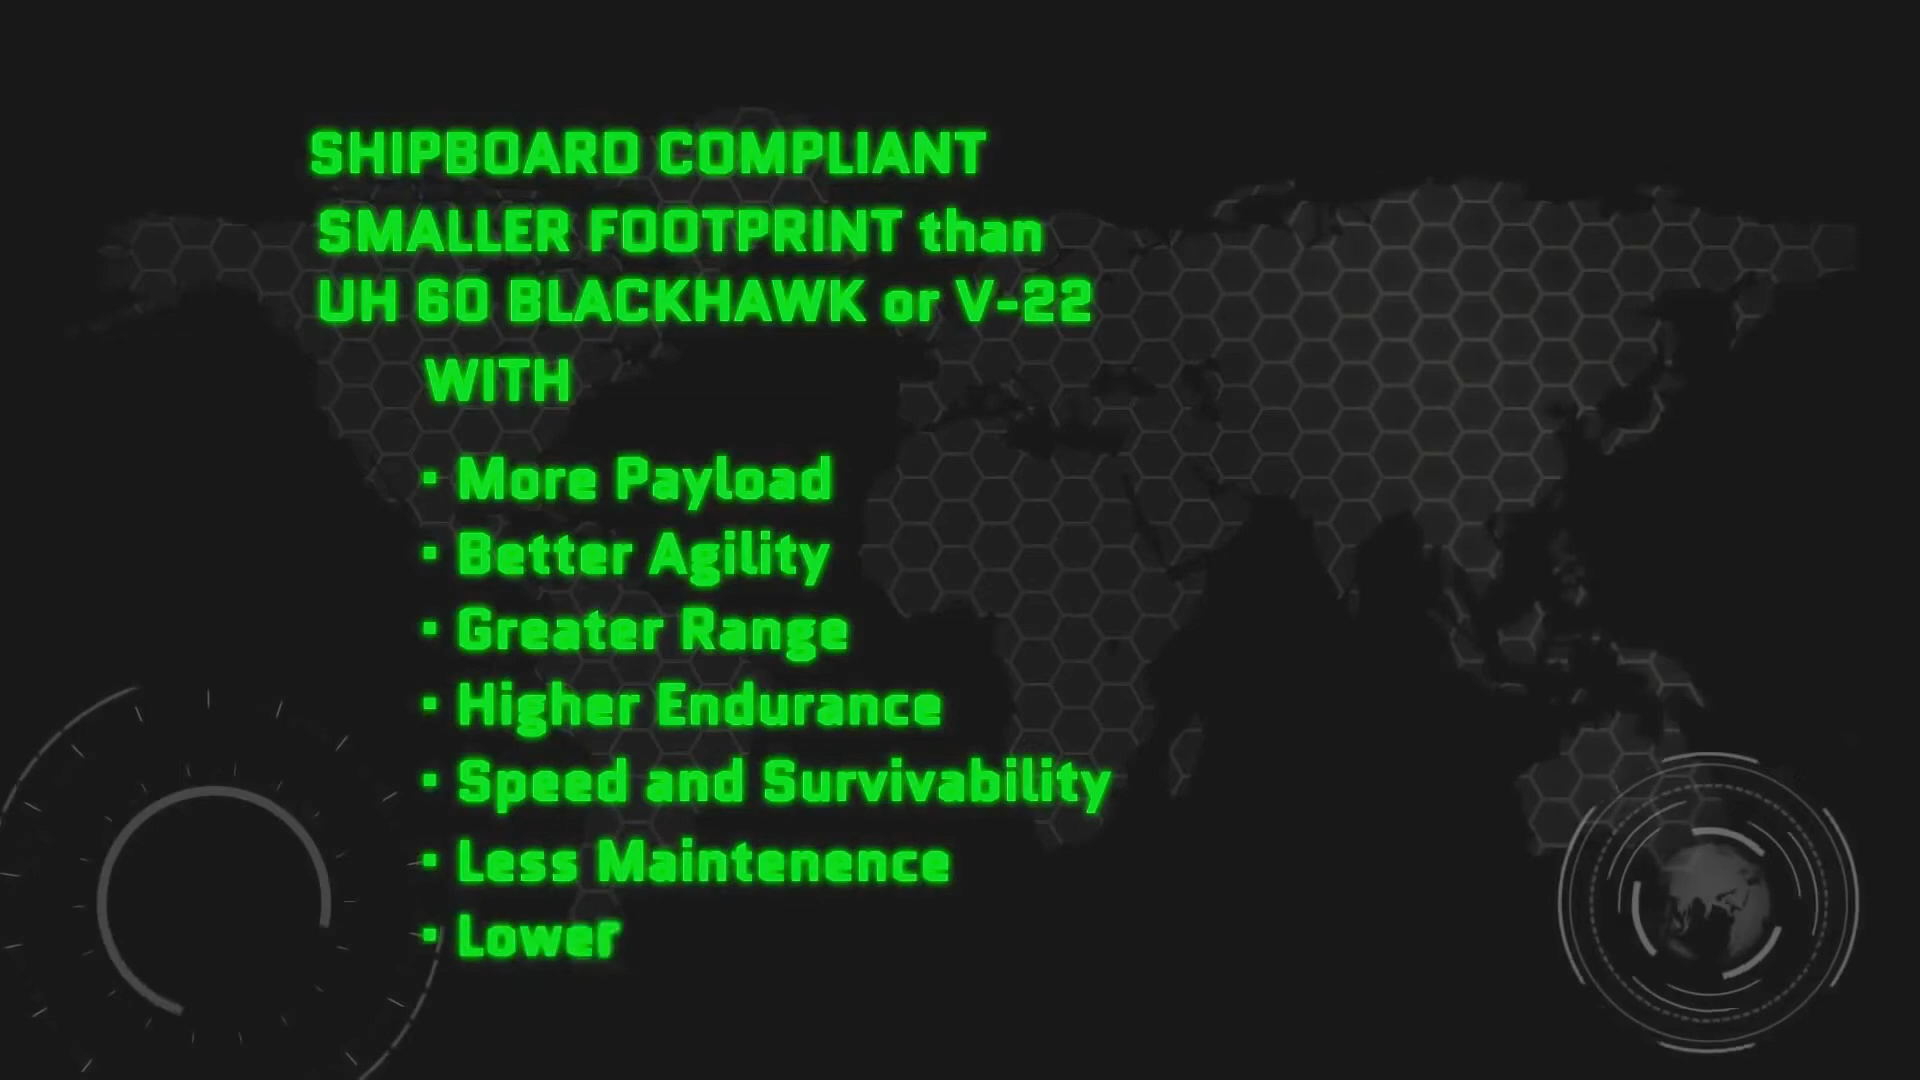 SHIPBOARD COMPLIANT
SMALLER FOOTPRINT than
UH 60 BLACKHAWK or V-22
WITH
· More Payload
· Better Agility
· Greater Range
· Higher Endurance
· Speed and Survivability
· Less Maintenence
· Lower